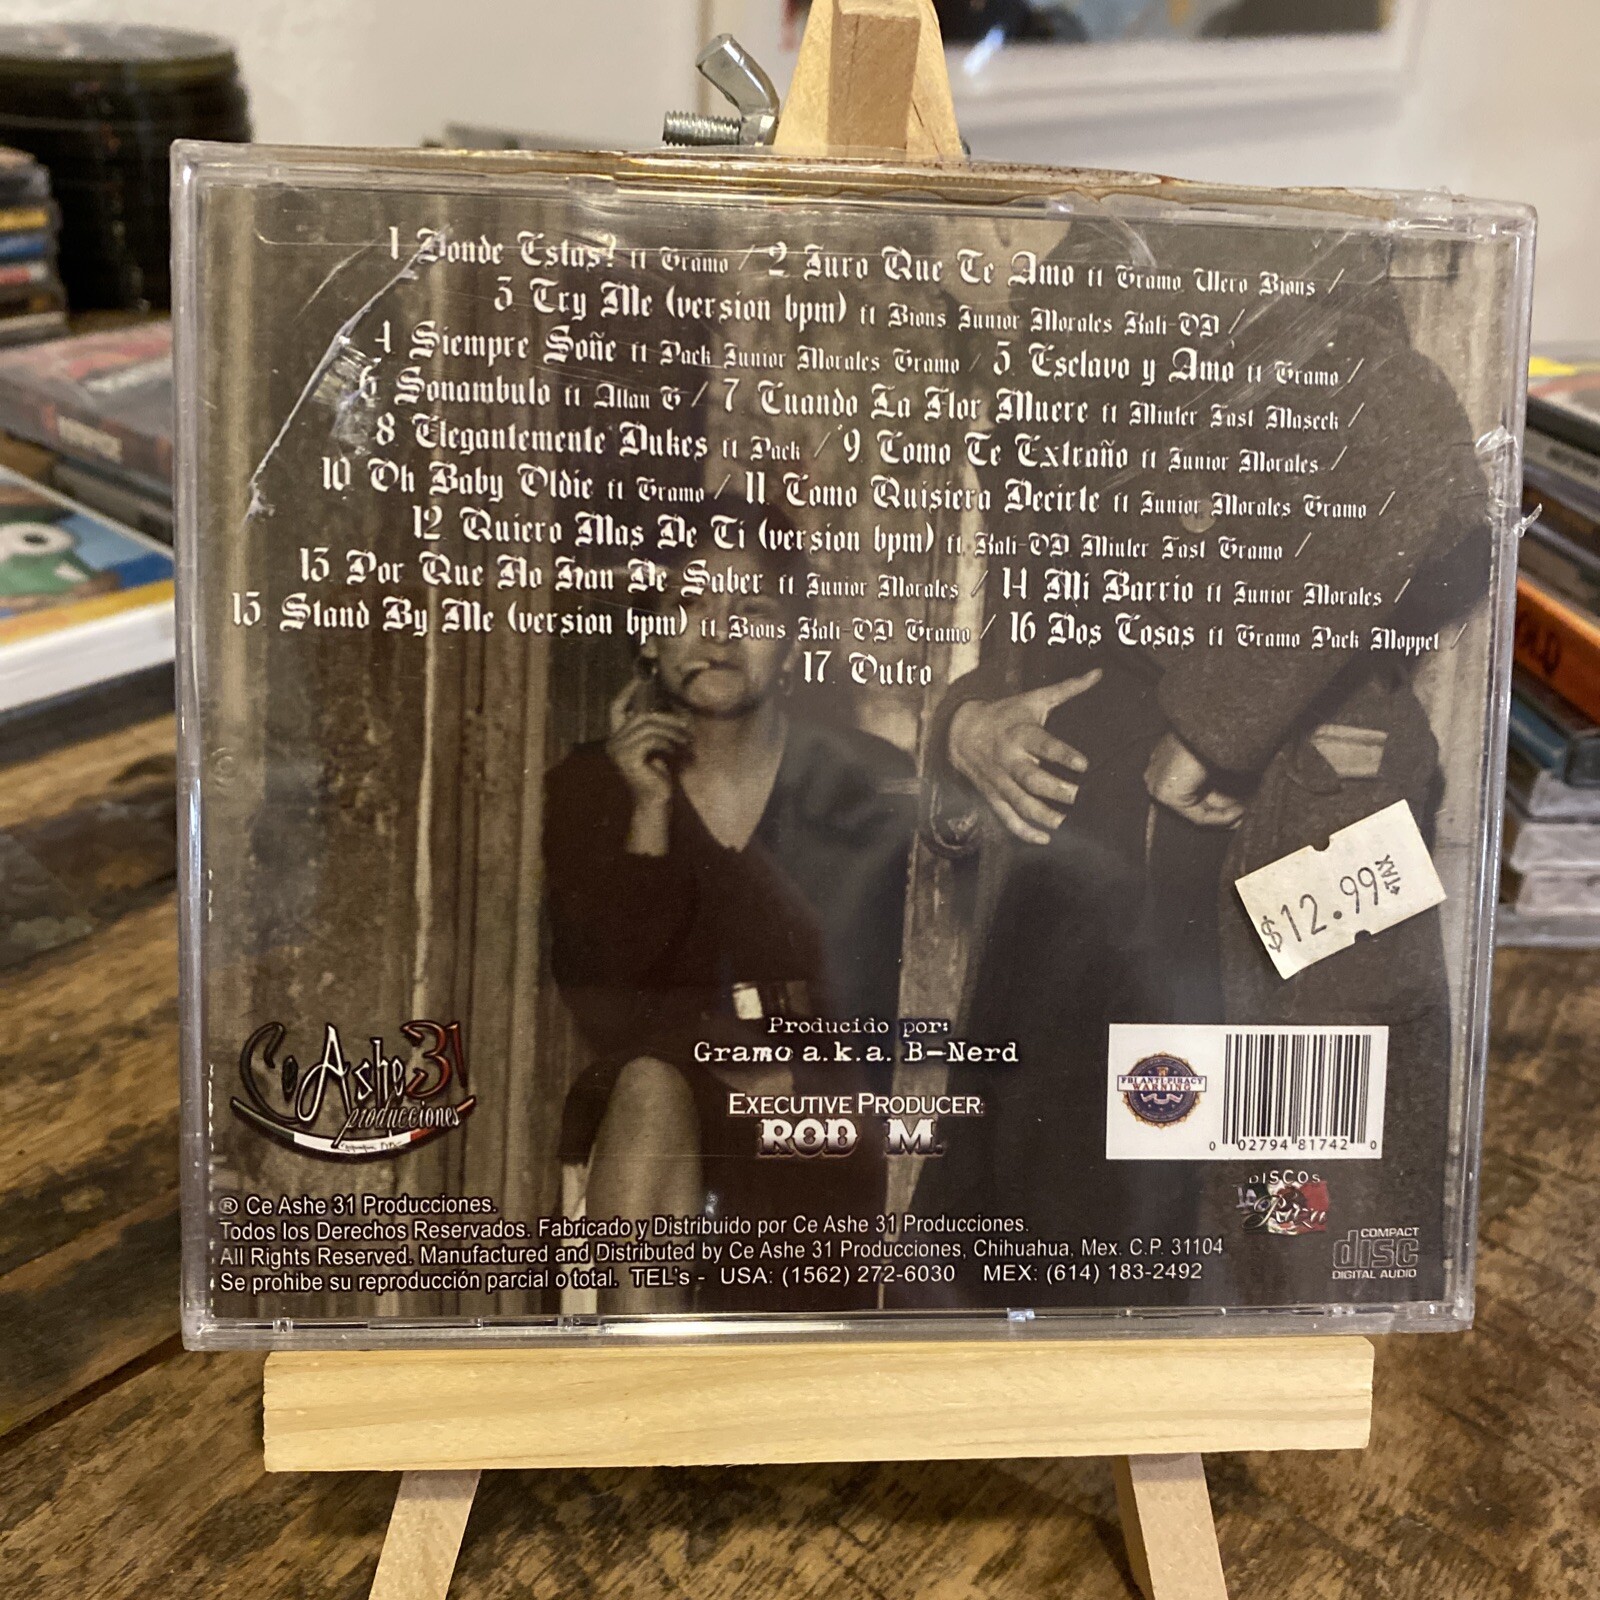 1 Donde Estas? ft Gramo / 2 Juro Que Te Amo ft Gramo Ulero Bions /
3 Try Me (version bpm) ft Bions Junior Morales Kali-OD /
4 Siempre Soñe ft Pack Junior Morales Gramo / 5 Esclavo y Amo ft Gramo /
6 Sonambulo ft Allan G / 7 Cuando La Flor Muere ft Miuler Fast Maseck /
8 Elegantemente Dukes ft Pack / 9 Como Te Extraño ft Junior Morales /
10 Oh Baby Oldie ft Gramo / 11 Como Quisiera Decirte ft Junior Morales Gramo /
12 Quiero Mas De Ti (version bpm) ft Kali-OD Miuler Fast Gramo /
13 Por Que No Han De Saber ft Junior Morales / 14 Mi Barrio ft Junior Morales /
15 Stand By Me (version bpm) ft Bions Kali-OD Gramo / 16 Dos Cosas ft Gramo Pack Moppet /
17 Outro
$12.99 +TAX
Producido por:
Gramo a.k.a. B-Nerd
EXECUTIVE PRODUCER:
ROD M.
Ce Ashe 31
producciones
FBI ANTI-PIRACY
WARNING
0 02794 81742 0
DISCOS
® Ce Ashe 31 Producciones.
Todos los Derechos Reservados. Fabricado y Distribuido por Ce Ashe 31 Producciones.
All Rights Reserved. Manufactured and Distributed by Ce Ashe 31 Producciones, Chihuahua, Mex. C.P. 31104
Se prohibe su reproducción parcial o total. TEL's - USA: (1562) 272-6030 MEX: (614) 183-2492
COMPACT
disc
DIGITAL AUDIO